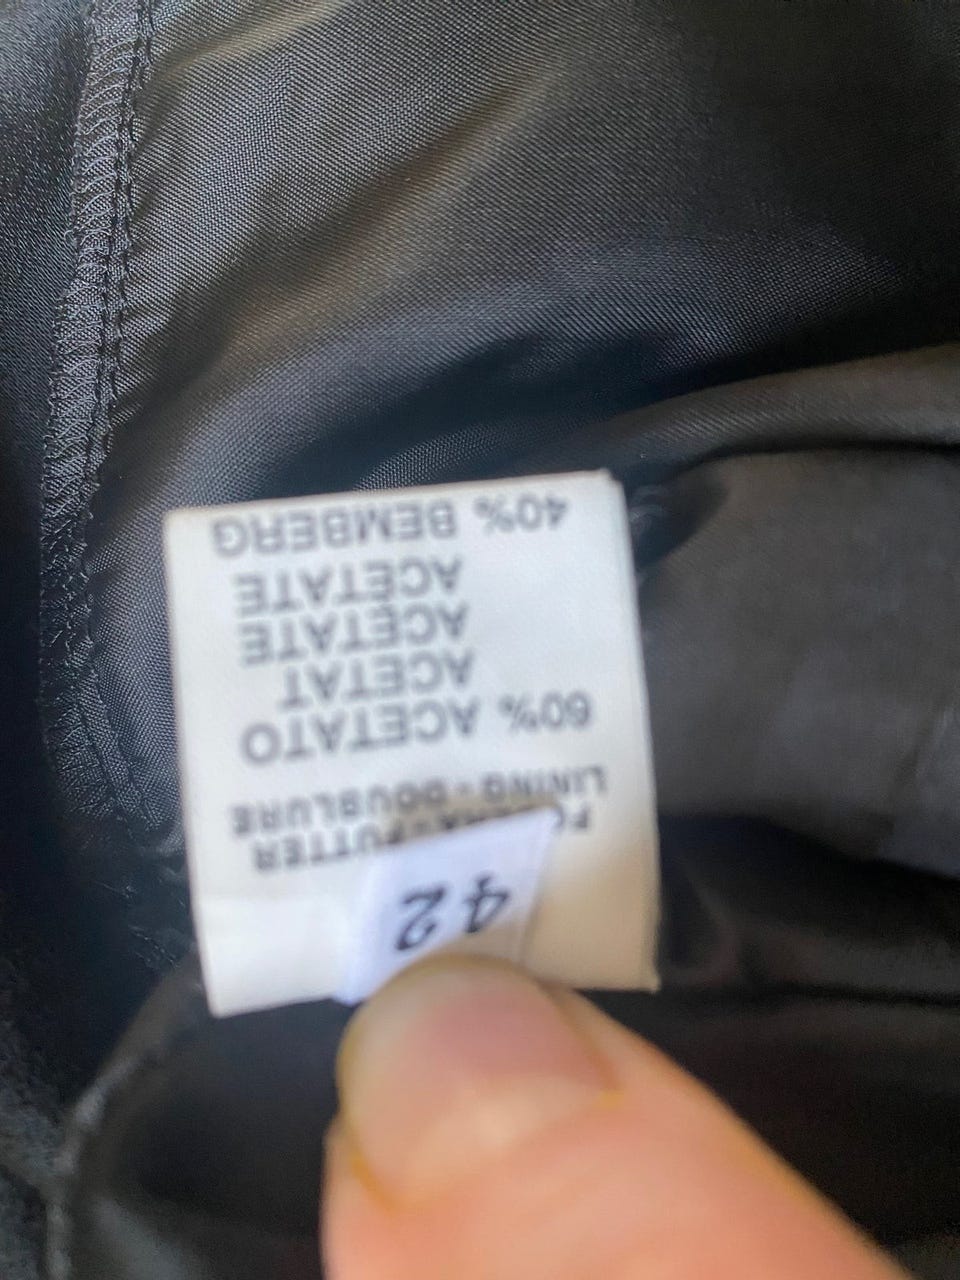 42
FUTTER
LINING - DOUBLURE
60% ACETATO
ACETAT
ACETATE
ACETATE
40% BEMBERG